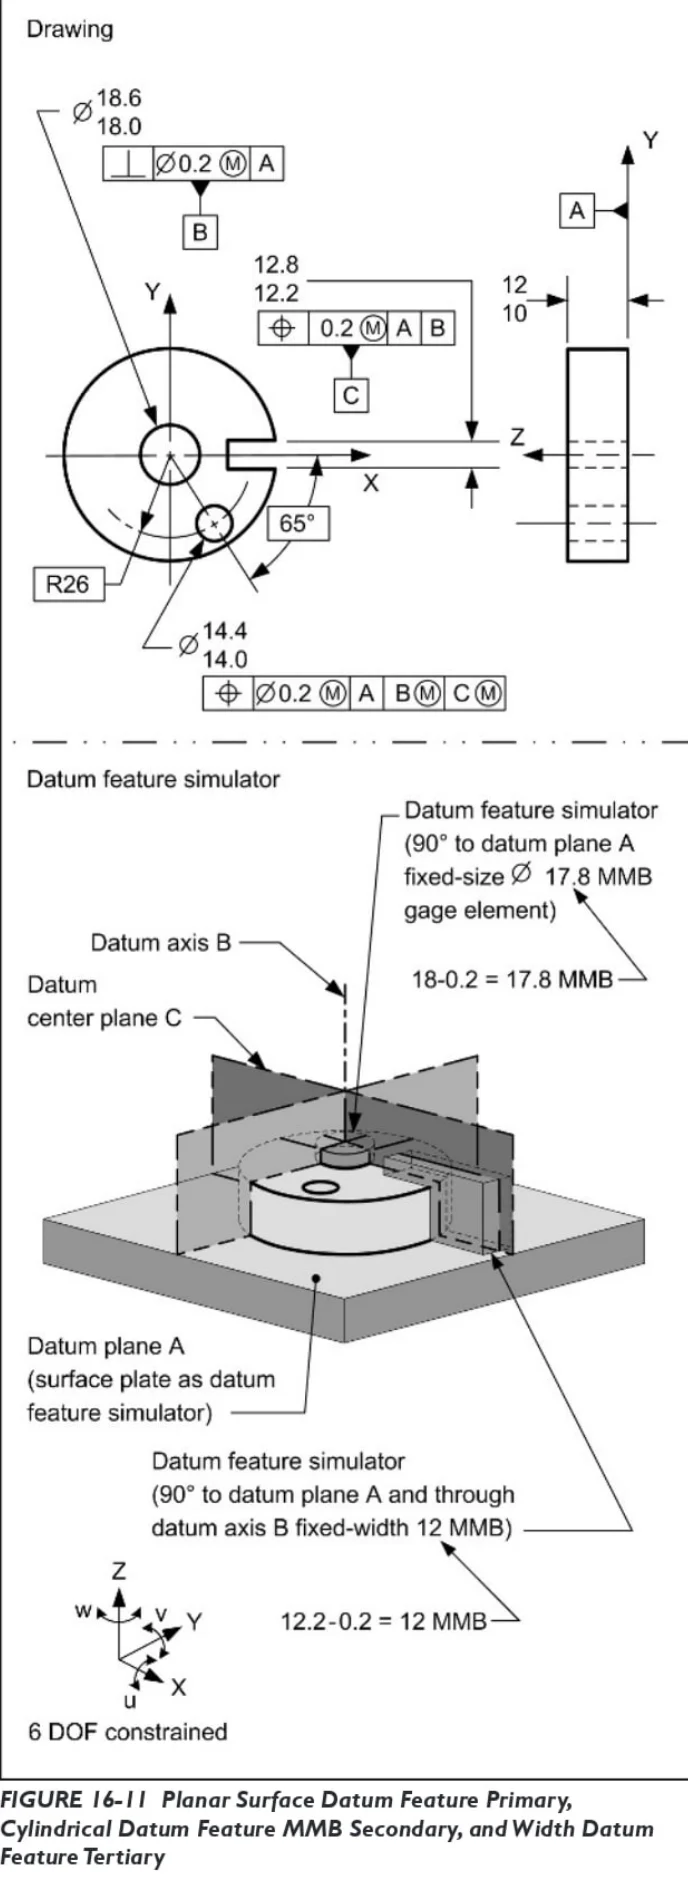 Drawing
⌀ 18.6
18.0
⊥ ⌀0.2 Ⓜ A
B
Y
12.8
12.2
⌖ 0.2 Ⓜ A B
C
Y
A
12
10
Z
X
65°
R26
⌀ 14.4
14.0
⌖ ⌀0.2 Ⓜ A BⓂ CⓂ
Datum feature simulator
Datum feature simulator
(90° to datum plane A
fixed-size ⌀ 17.8 MMB
gage element)
Datum axis B
18-0.2 = 17.8 MMB
Datum
center plane C
Datum plane A
(surface plate as datum
feature simulator)
Datum feature simulator
(90° to datum plane A and through
datum axis B fixed-width 12 MMB)
Z
w
v
Y
12.2-0.2 = 12 MMB
X
u
6 DOF constrained
FIGURE 16-11 Planar Surface Datum Feature Primary,
Cylindrical Datum Feature MMB Secondary, and Width Datum
Feature Tertiary